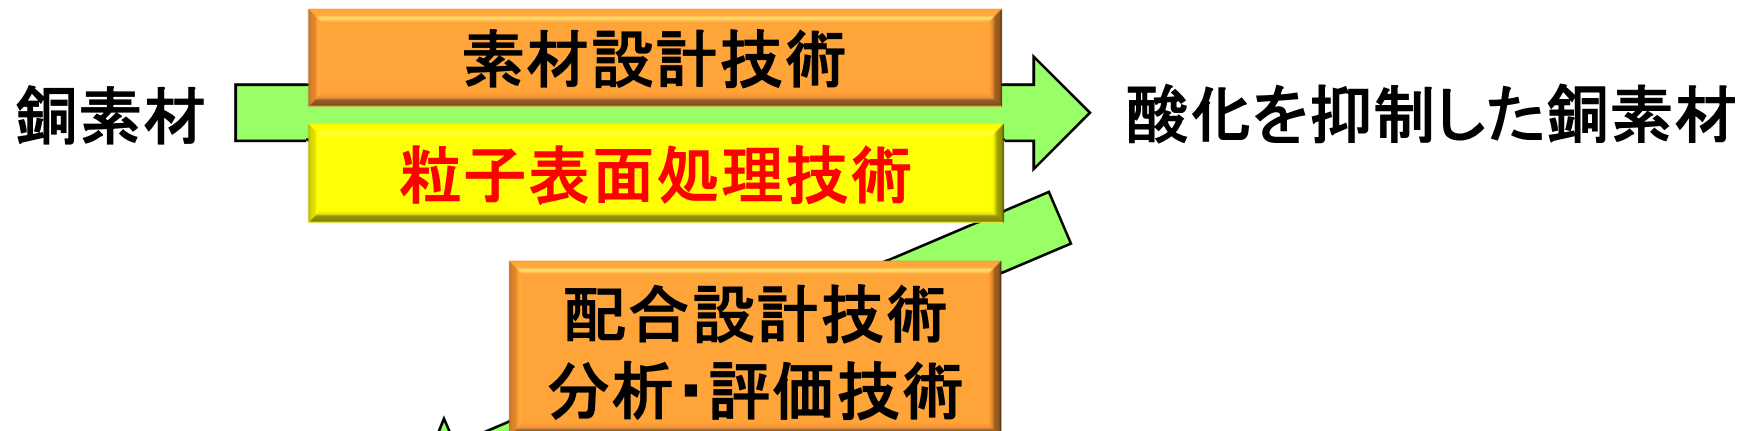 素材設計技術
銅素材
酸化を抑制した銅素材
粒子表面処理技術
配合設計技術
分析・評価技術